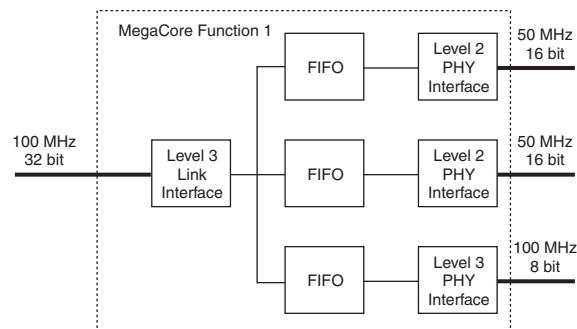 MegaCore Function 1
50 MHz
16 bit
FIFO
Level 2
PHY
Interface
100 MHz
32 bit
Level 3
Link
Interface
FIFO
Level 2
PHY
Interface
50 MHz
16 bit
FIFO
Level 3
PHY
Interface
100 MHz
8 bit